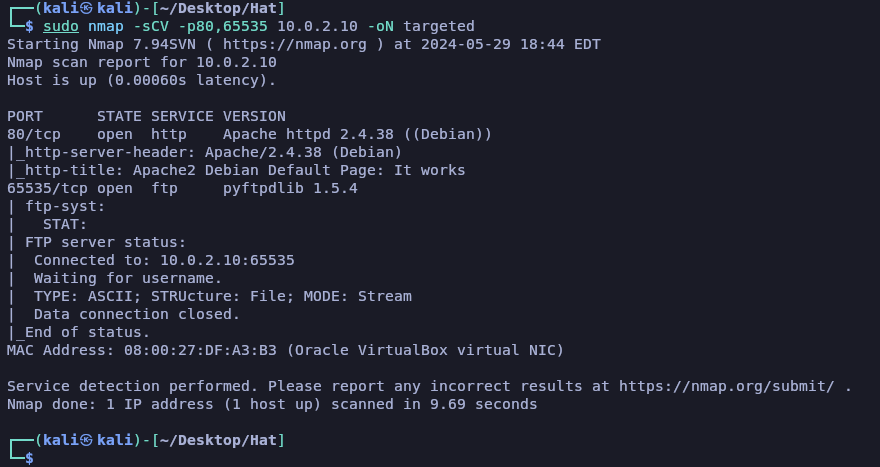 ┌──(kali㉿kali)-[~/Desktop/Hat]
└─$ sudo nmap -sCV -p80,65535 10.0.2.10 -oN targeted
Starting Nmap 7.94SVN ( https://nmap.org ) at 2024-05-29 18:44 EDT
Nmap scan report for 10.0.2.10
Host is up (0.00060s latency).

PORT      STATE SERVICE VERSION
80/tcp    open  http    Apache httpd 2.4.38 ((Debian))
|_http-server-header: Apache/2.4.38 (Debian)
|_http-title: Apache2 Debian Default Page: It works
65535/tcp open  ftp     pyftpdlib 1.5.4
| ftp-syst:
|   STAT:
| FTP server status:
|  Connected to: 10.0.2.10:65535
|  Waiting for username.
|  TYPE: ASCII; STRUcture: File; MODE: Stream
|  Data connection closed.
|_End of status.
MAC Address: 08:00:27:DF:A3:B3 (Oracle VirtualBox virtual NIC)

Service detection performed. Please report any incorrect results at https://nmap.org/submit/ .
Nmap done: 1 IP address (1 host up) scanned in 9.69 seconds

┌──(kali㉿kali)-[~/Desktop/Hat]
└─$